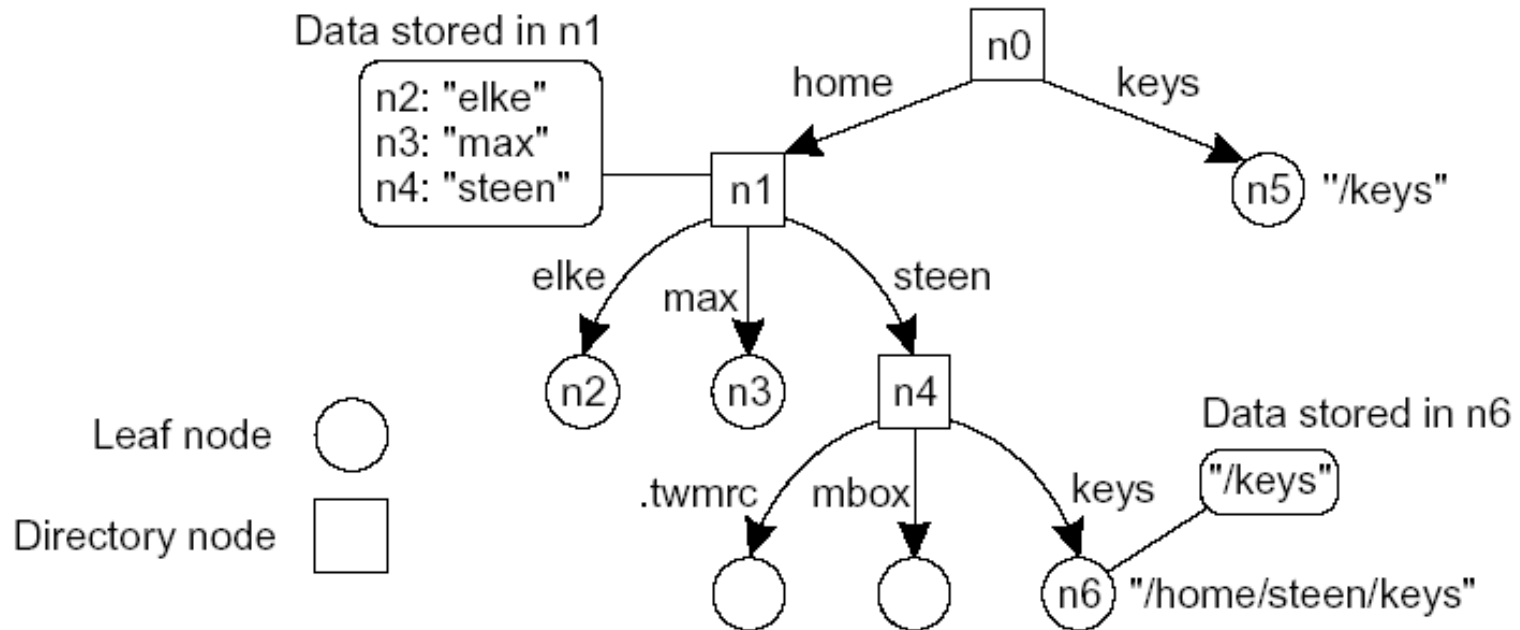 Data stored in n1
n2: "elke"
n3: "max"
n4: "steen"
n0
home
keys
n1
n5
"/keys"
elke
max
steen
n2
n3
n4
Leaf node
Directory node
Data stored in n6
"/keys"
.twmrc
mbox
keys
n6
"/home/steen/keys"